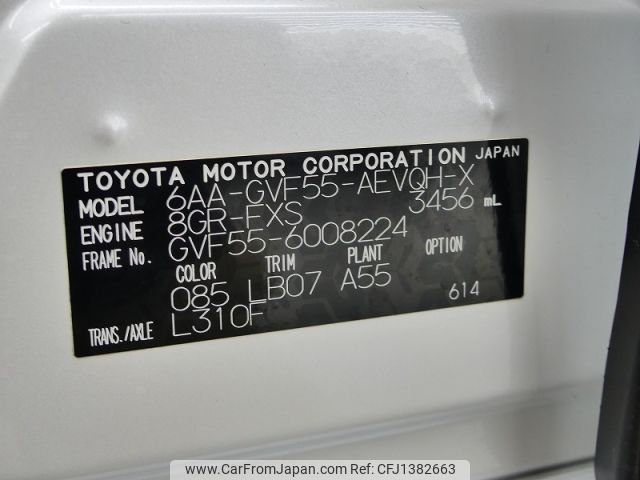 TOYOTA MOTOR CORPORATION JAPAN
MODEL 6AA-GVF55-AEVQH-X
ENGINE 8GR-FXS 3456 mL
FRAME No. GVF55-6008224
COLOR TRIM PLANT OPTION
085 LB07 A55
TRANS./AXLE L310F 614
www.CarFromJapan.com - CFJ1382663